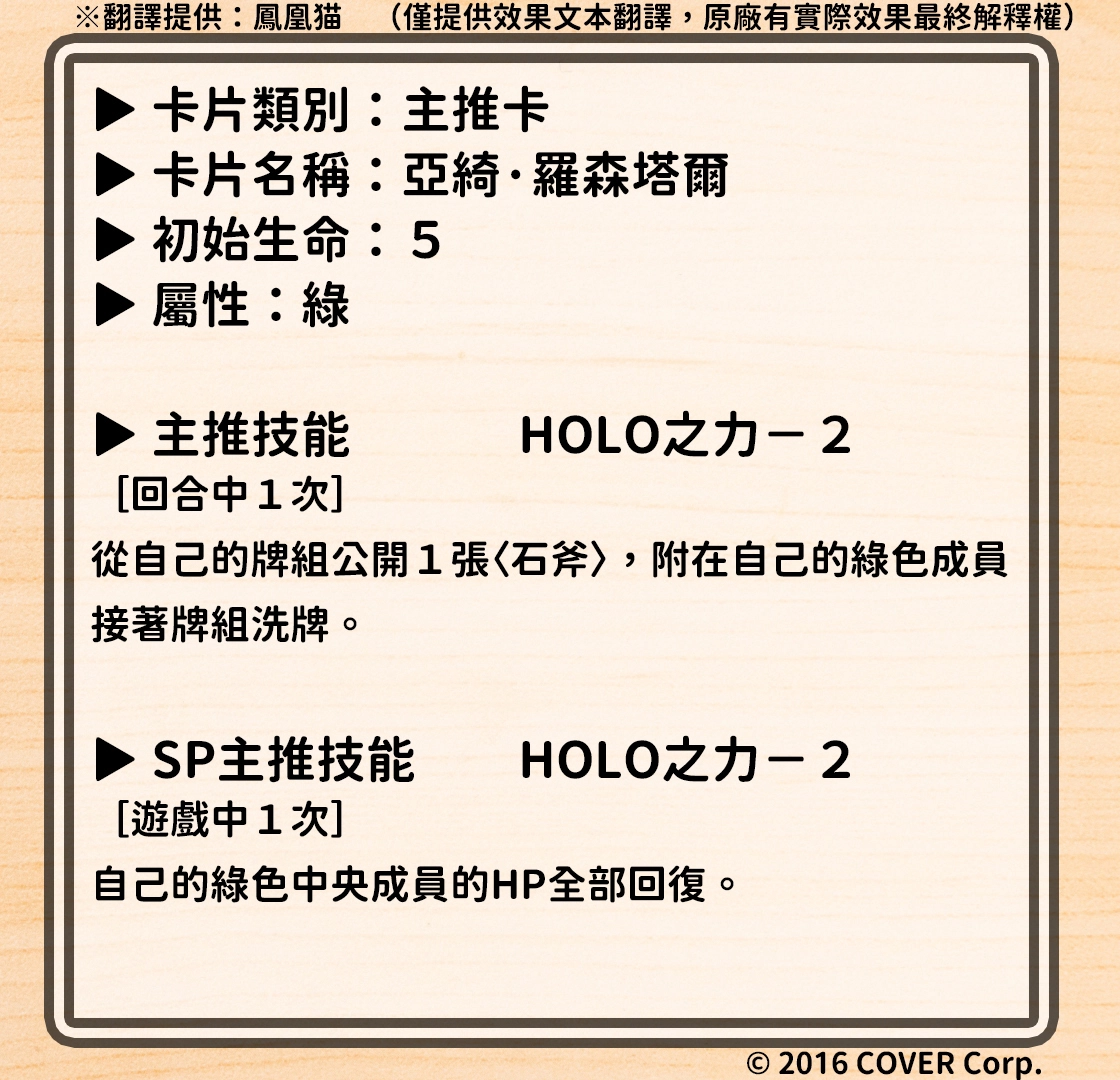 ※翻譯提供：鳳凰猫　（僅提供效果文本翻譯，原廠有實際效果最終解釋權）
▶ 卡片類別：主推卡
▶ 卡片名稱：亞綺·羅森塔爾
▶ 初始生命：５
▶ 屬性：綠
▶ 主推技能　HOLO之力－２
［回合中１次］
從自己的牌組公開１張〈石斧〉，附在自己的綠色成員
接著牌組洗牌。
▶ SP主推技能　HOLO之力－２
［遊戲中１次］
自己的綠色中央成員的HP全部回復。
© 2016 COVER Corp.